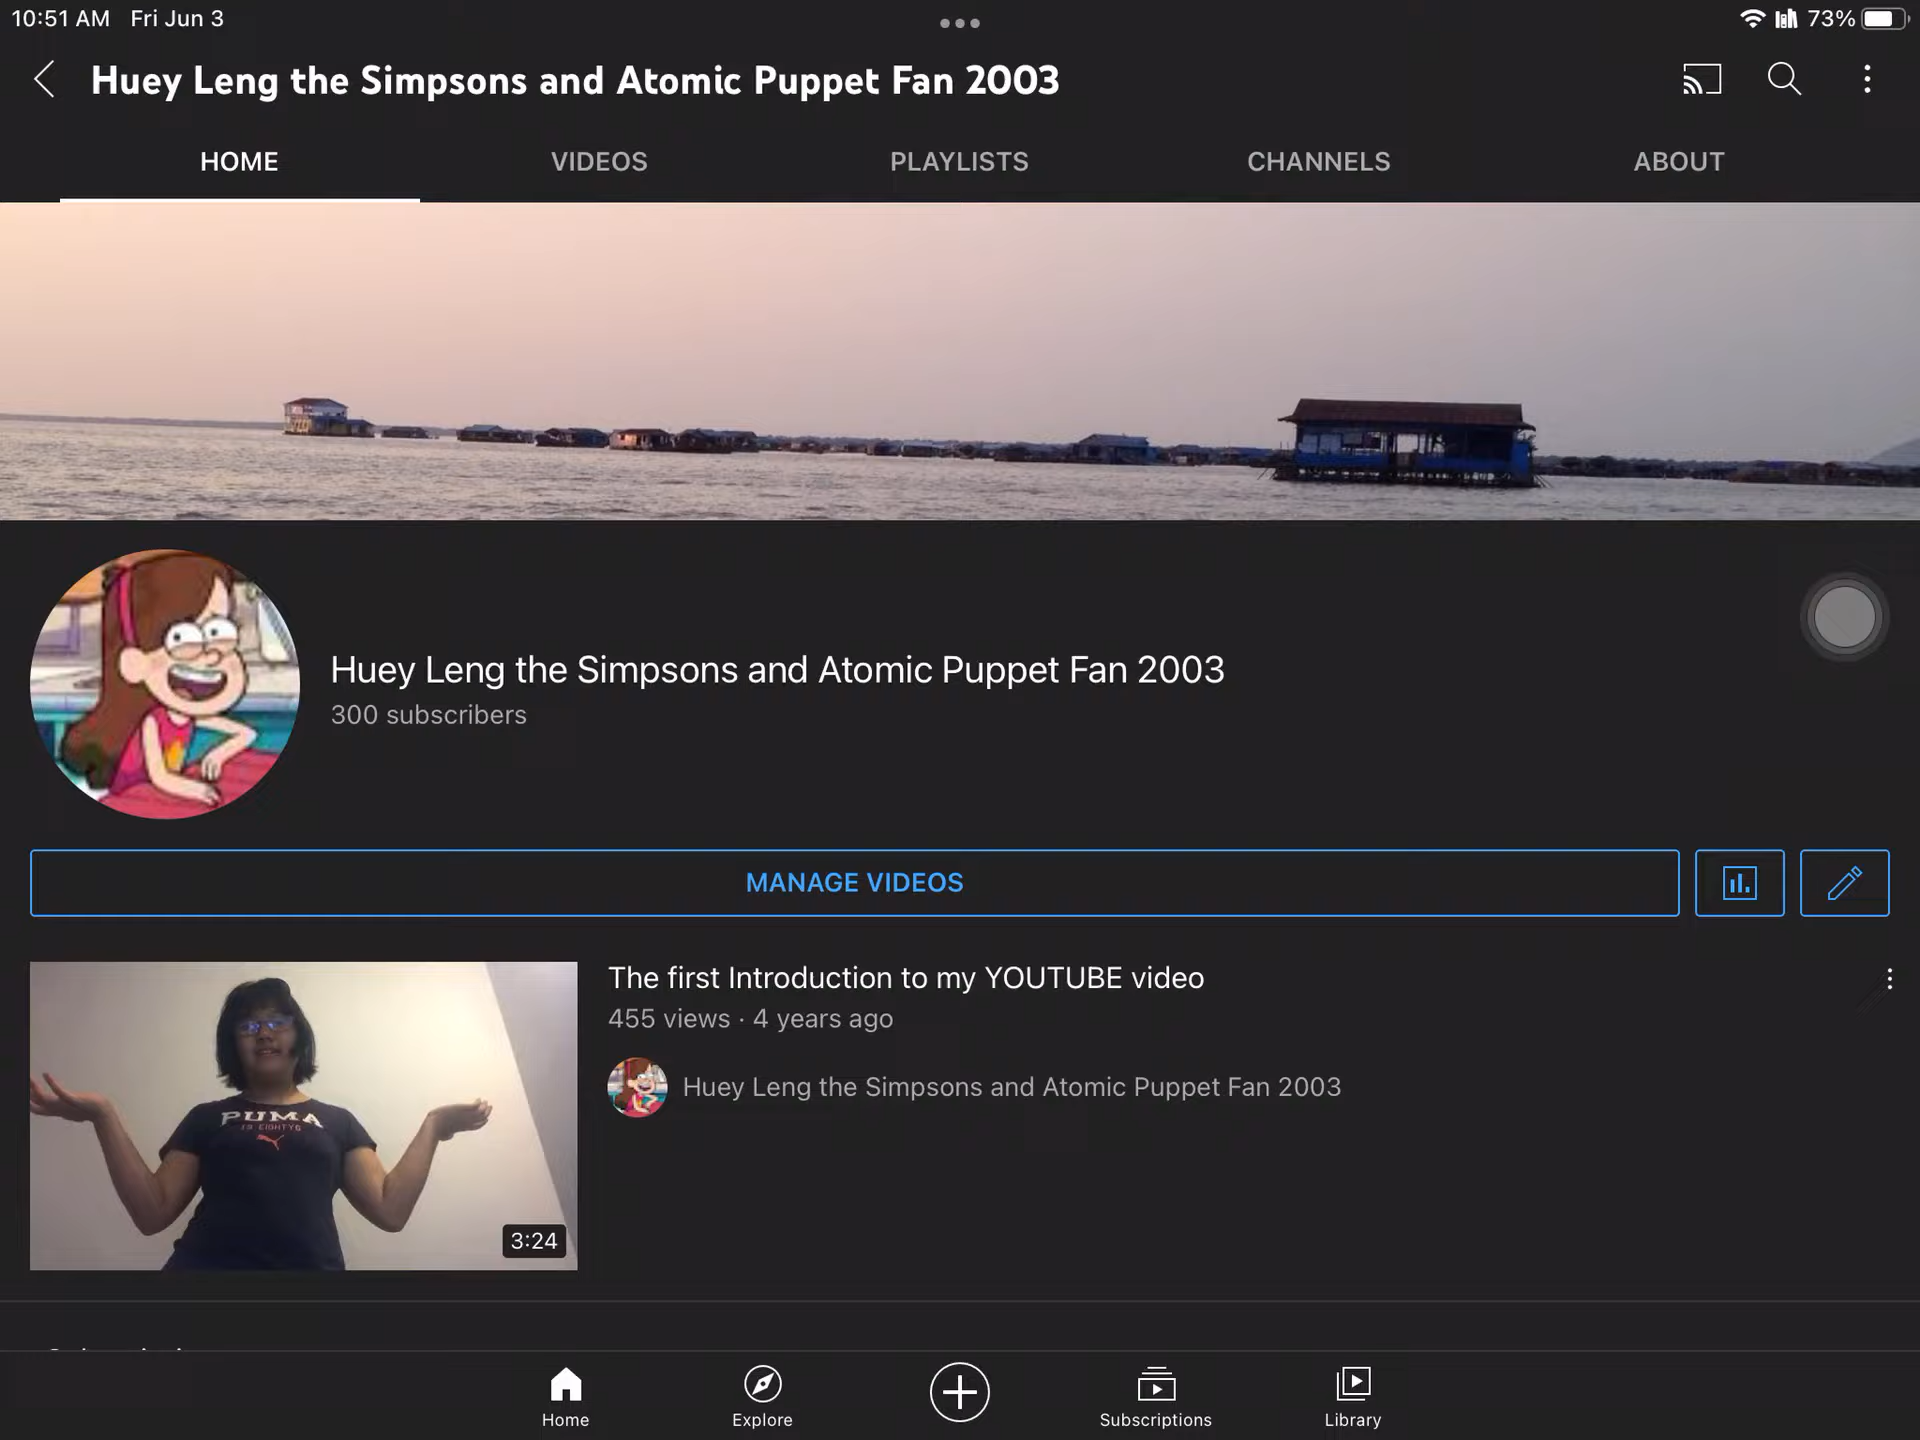 10:51 AM Fri Jun 3
73%
Huey Leng the Simpsons and Atomic Puppet Fan 2003
HOME VIDEOS PLAYLISTS CHANNELS ABOUT
Huey Leng the Simpsons and Atomic Puppet Fan 2003
300 subscribers
MANAGE VIDEOS
The first Introduction to my YOUTUBE video
455 views · 4 years ago
Huey Leng the Simpsons and Atomic Puppet Fan 2003
PUMA
3:24
Home Explore Subscriptions Library